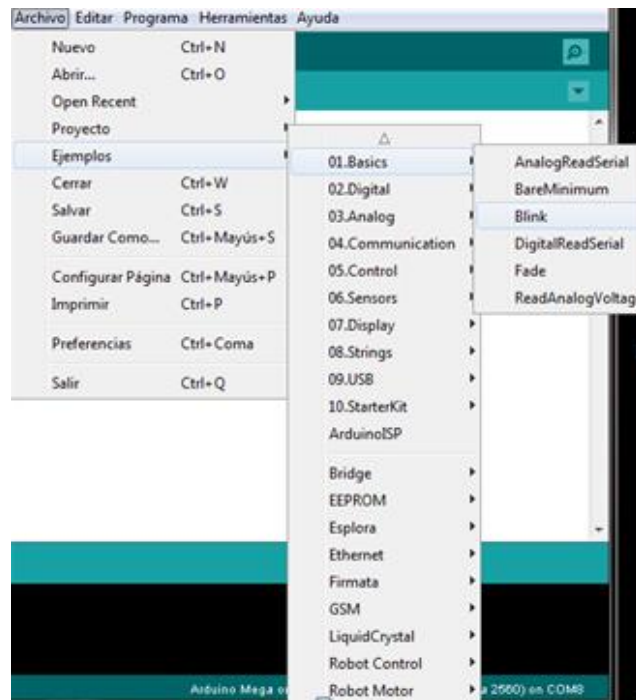 Archivo Editar Programa Herramientas Ayuda
Nuevo Ctrl+N
Abrir... Ctrl+O
Open Recent
Proyecto
Ejemplos
Cerrar Ctrl+W
Salvar Ctrl+S
Guardar Como... Ctrl+Mayús+S
Configurar Página Ctrl+Mayús+P
Imprimir Ctrl+P
Preferencias Ctrl+Coma
Salir Ctrl+Q
01.Basics
02.Digital
03.Analog
04.Communication
05.Control
06.Sensors
07.Display
08.Strings
09.USB
10.StarterKit
ArduinoISP
Bridge
EEPROM
Esplora
Ethernet
Firmata
GSM
LiquidCrystal
Robot Control
Robot Motor
AnalogReadSerial
BareMinimum
Blink
DigitalReadSerial
Fade
ReadAnalogVoltag
Arduino Mega o
a 2560) on COM8